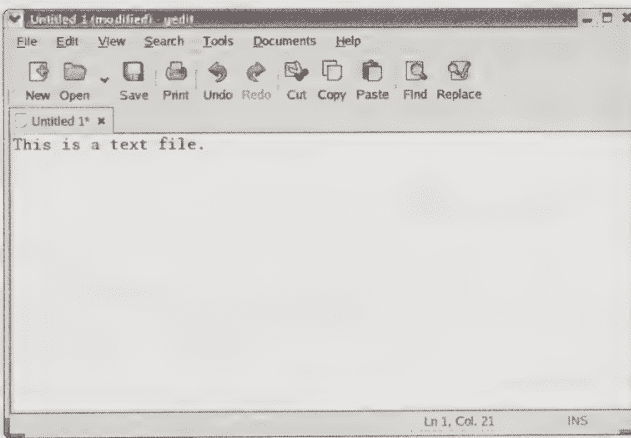 Untitled 1 (modified) - gedit
File Edit View Search Tools Documents Help
New Open Save Print Undo Redo Cut Copy Paste Find Replace
Untitled 1*
This is a text file.
Ln 1, Col. 21 INS